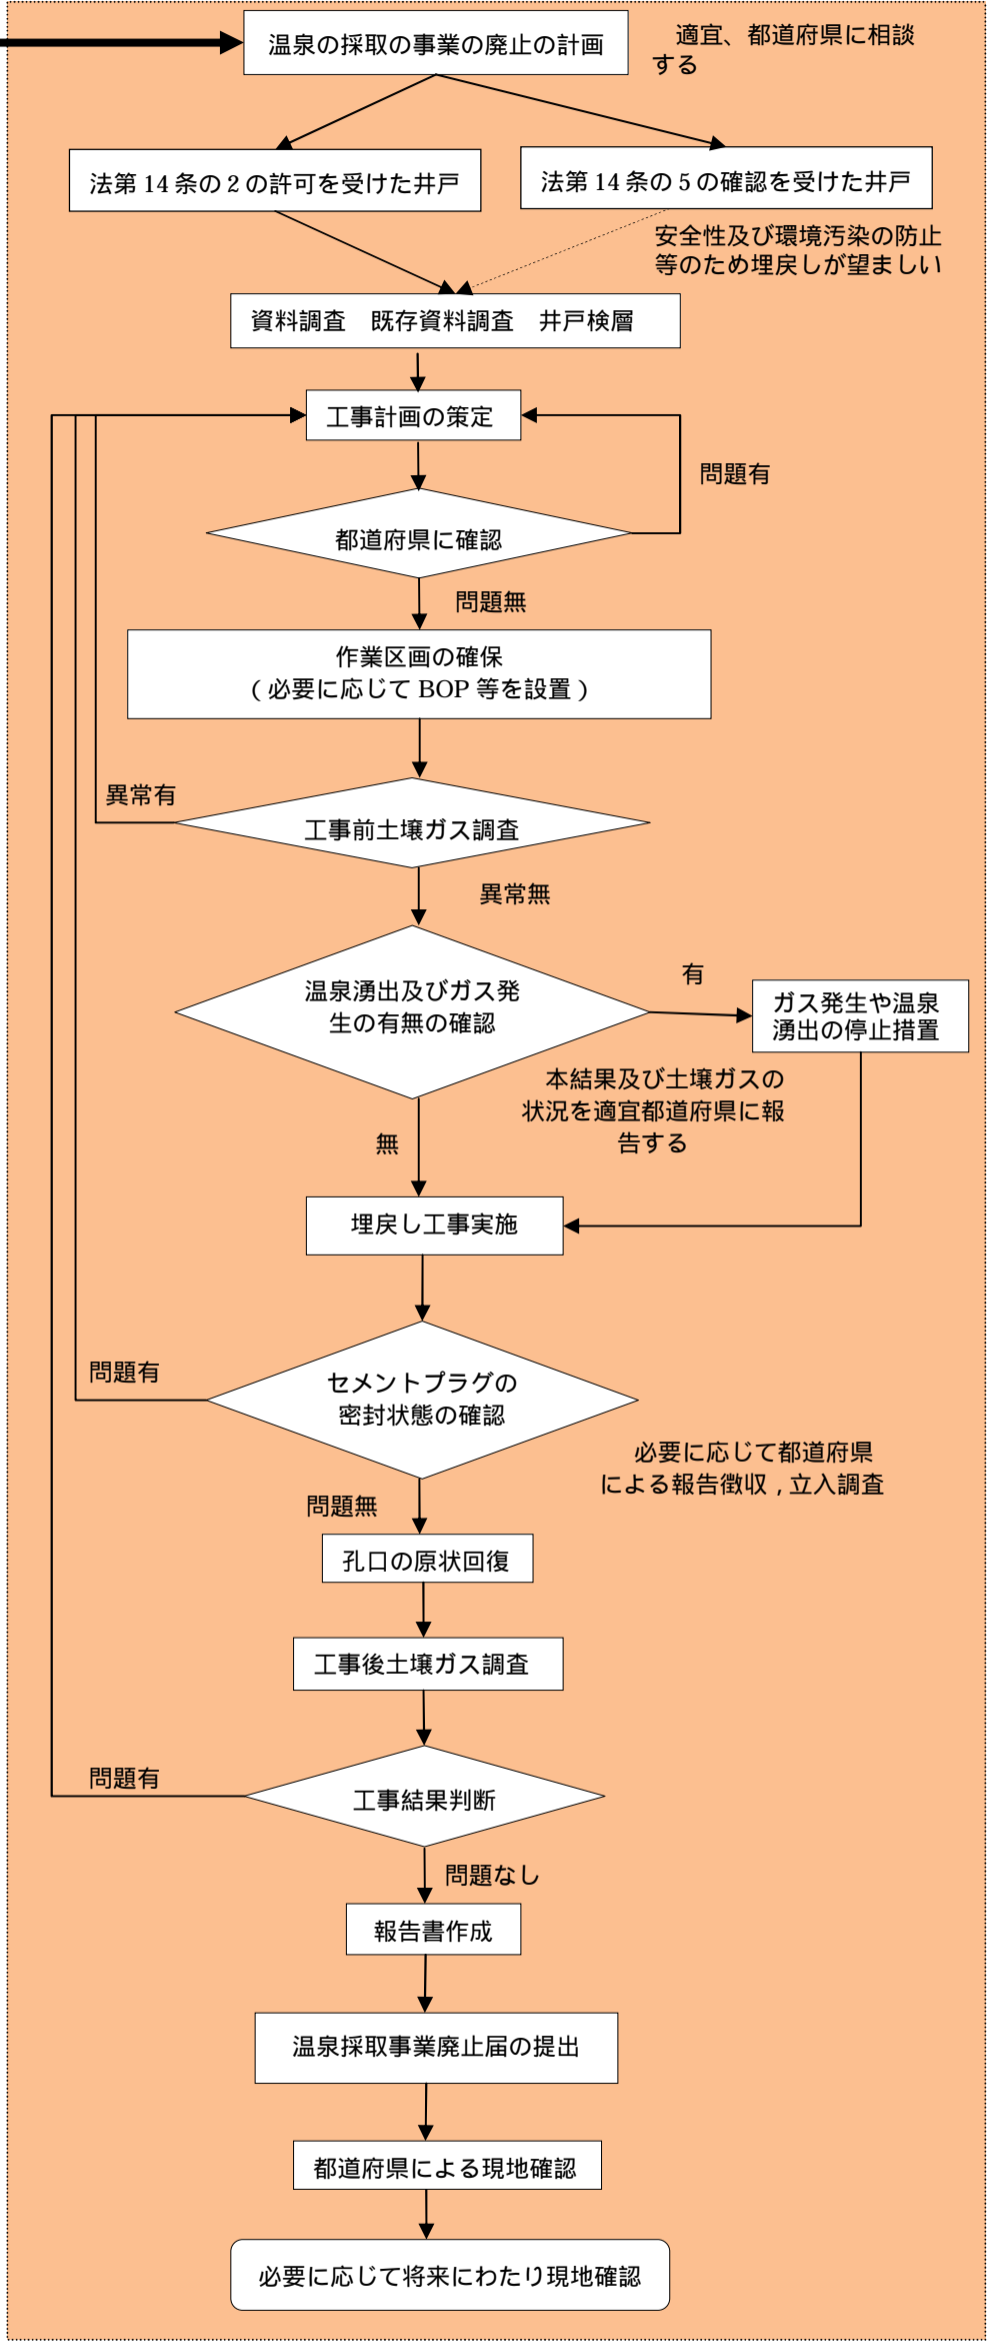 温泉の採取の事業の廃止の計画
適宜、都道府県に相談
する
法第 14 条の 2 の許可を受けた井戸
法第 14 条の 5 の確認を受けた井戸
安全性及び環境汚染の防止
等のため埋戻しが望ましい
資料調査　既存資料調査　井戸検層
工事計画の策定
問題有
都道府県に確認
問題無
作業区画の確保
(必要に応じて BOP 等を設置)
異常有
工事前土壌ガス調査
異常無
温泉湧出及びガス発
生の有無の確認
有
ガス発生や温泉
湧出の停止措置
本結果及び土壌ガスの
状況を適宜都道府県に報
告する
無
埋戻し工事実施
問題有
セメントプラグの
密封状態の確認
必要に応じて都道府県
による報告徴収,立入調査
問題無
孔口の原状回復
工事後土壌ガス調査
問題有
工事結果判断
問題なし
報告書作成
温泉採取事業廃止届の提出
都道府県による現地確認
必要に応じて将来にわたり現地確認